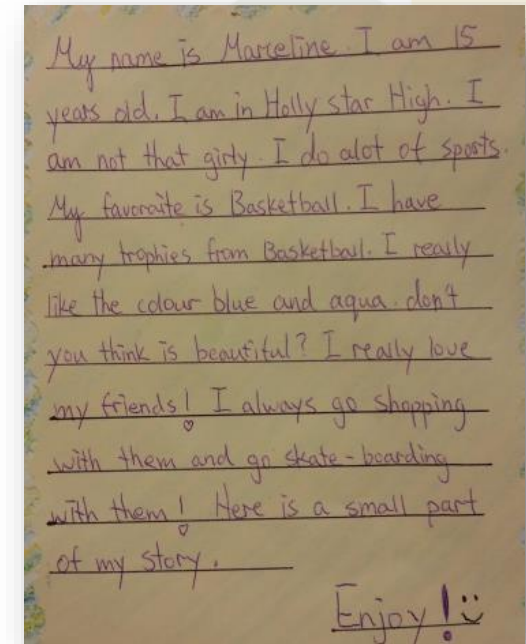 My name is Marceline. I am 15
years old. I am in Holly star High. I
am not that girly. I do alot of sports.
My favoraite is Basketball. I have
many trophies from Basketball. I really
like the colour blue and aqua. don't
you think is beautiful? I really love
my friends! I always go shopping
with them and go skate-boarding
with them! Here is a small part
of my story.
Enjoy!